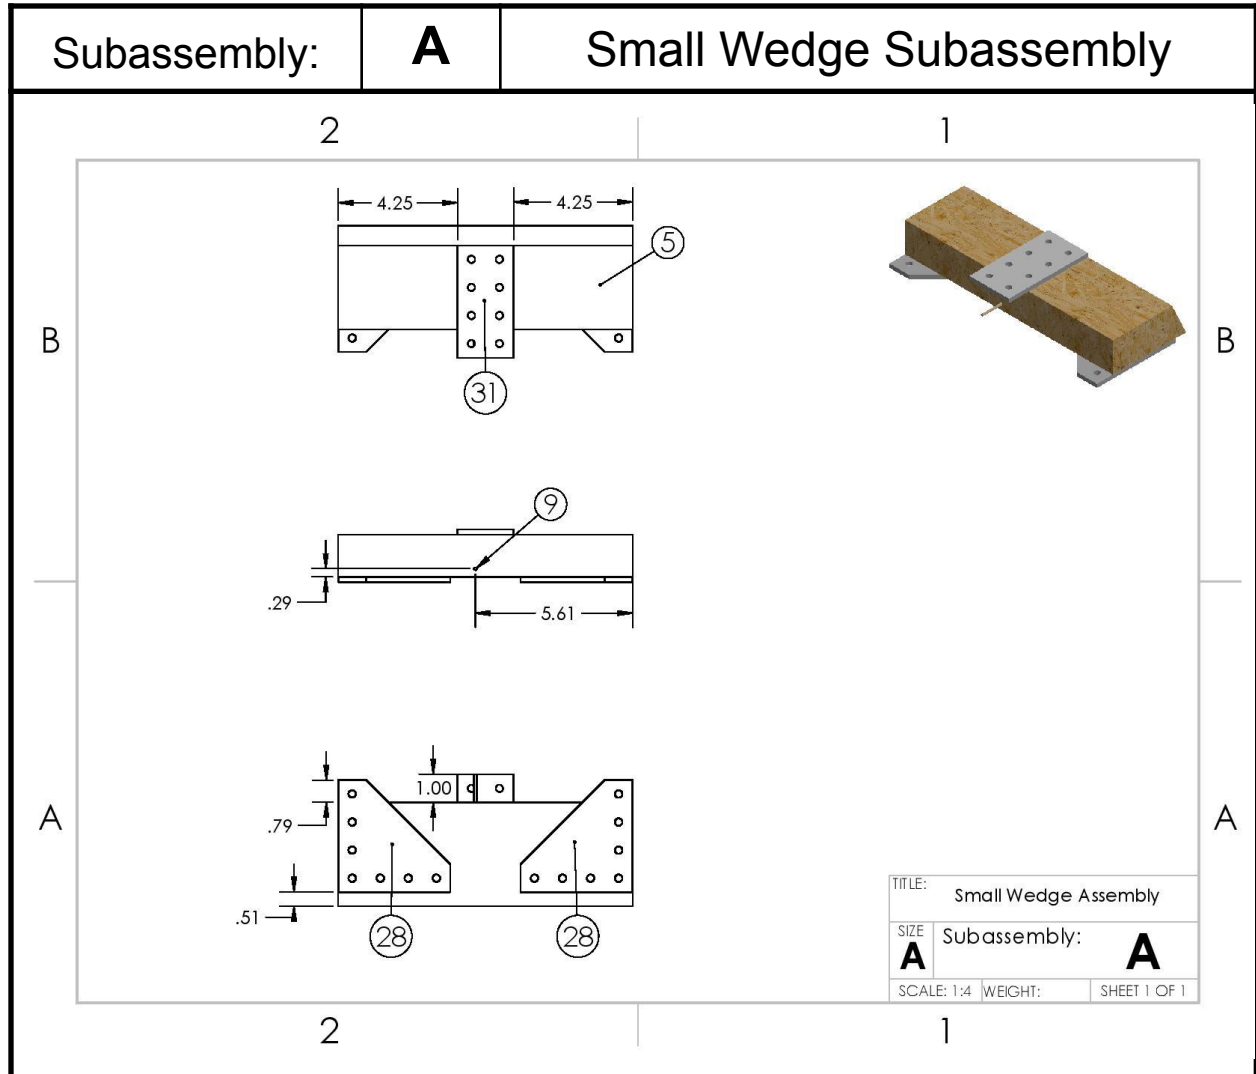 Subassembly: A Small Wedge Subassembly
2 1
4.25 4.25
5
B B
31
9
.29
5.61
1.00
.79
A A
.51
28 28
TITLE:
Small Wedge Assembly
SIZE
A
Subassembly: A
SCALE: 1:4 WEIGHT: SHEET 1 OF 1
2 1